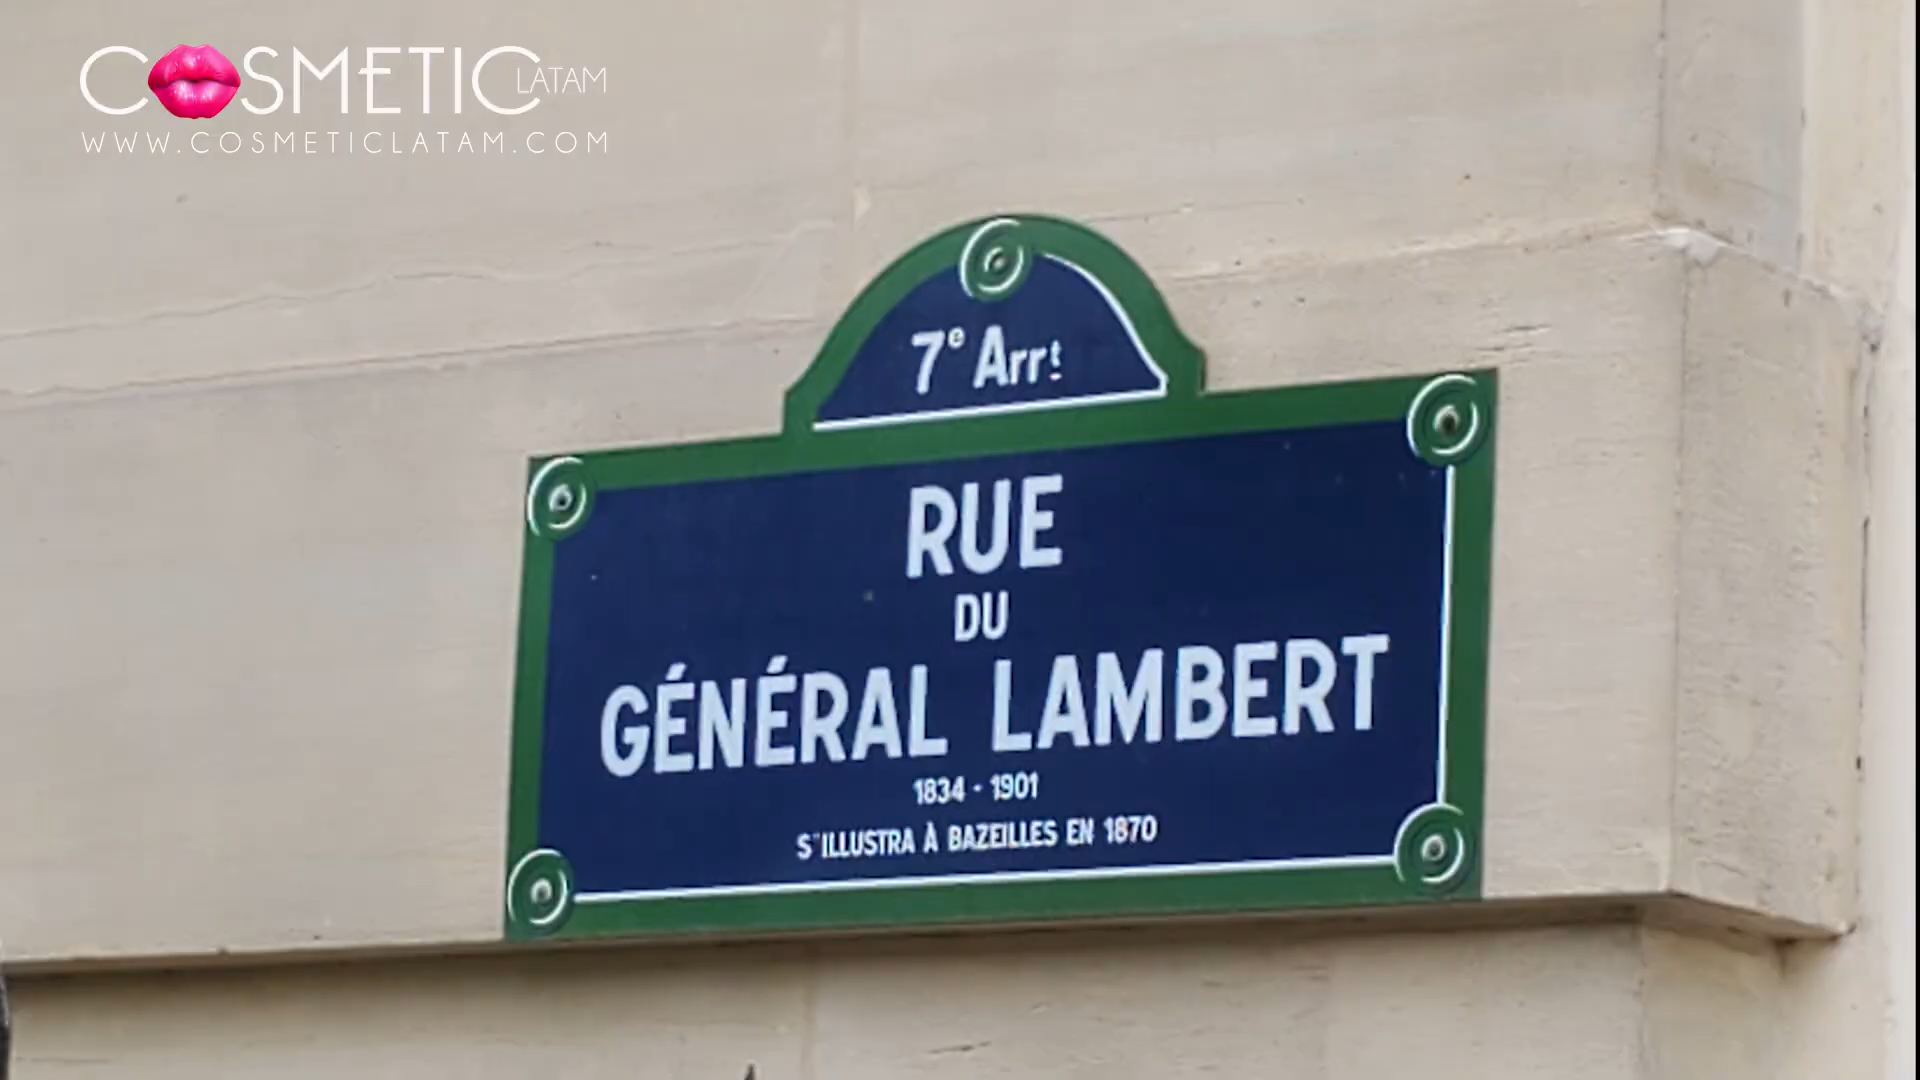 COSMETIC LATAM
WWW.COSMETICLATAM.COM
7e Arrt
RUE
DU
GÉNÉRAL LAMBERT
1834 - 1901
S'ILLUSTRA À BAZEILLES EN 1870